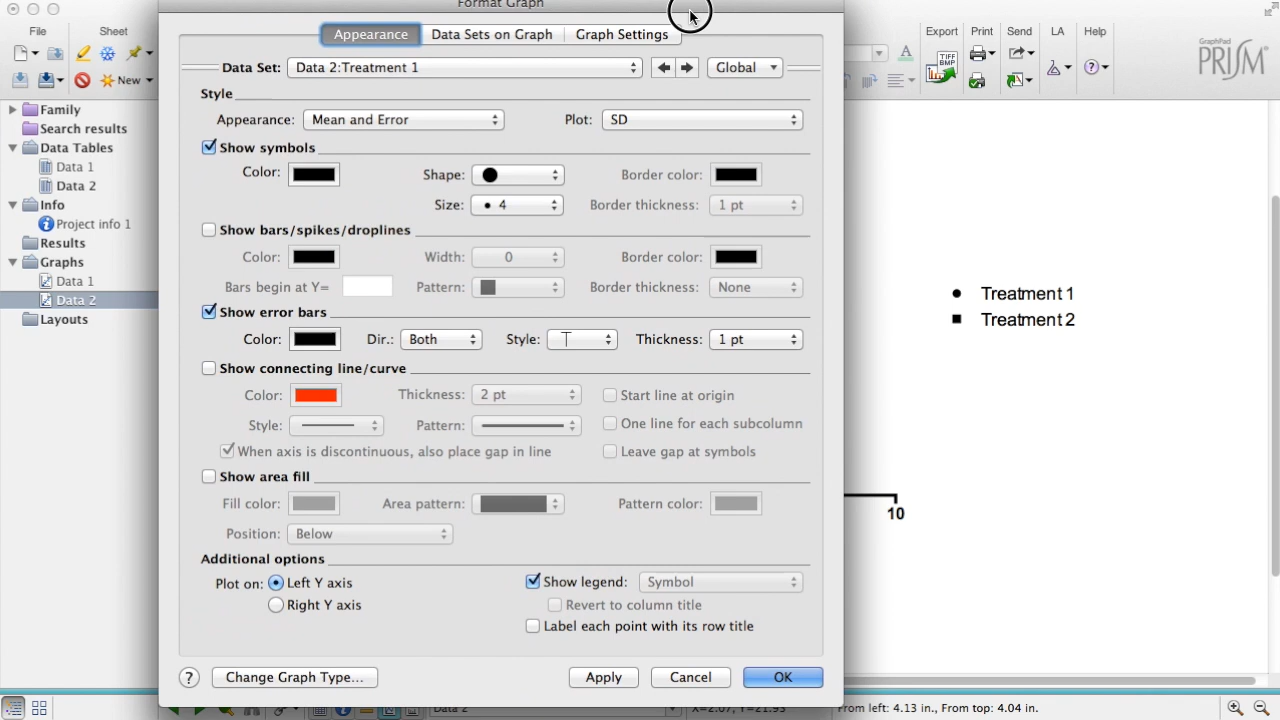 Format Graph
File
Sheet
Export
Print
Send
LA
Help
New
GraphPad
PRISM
Appearance
Data Sets on Graph
Graph Settings
Data Set: Data 2:Treatment 1
Global
Family
Search results
Data Tables
Data 1
Data 2
Info
Project info 1
Results
Graphs
Data 1
Data 2
Layouts
Style
Appearance: Mean and Error
Plot: SD
Show symbols
Color:
Shape:
Border color:
Size: 4
Border thickness: 1 pt
Show bars/spikes/droplines
Color:
Width: 0
Border color:
Bars begin at Y=
Pattern:
Border thickness: None
Show error bars
Color:
Dir.: Both
Style:
Thickness: 1 pt
Show connecting line/curve
Color:
Thickness: 2 pt
Start line at origin
Style:
Pattern:
One line for each subcolumn
When axis is discontinuous, also place gap in line
Leave gap at symbols
Show area fill
Fill color:
Area pattern:
Pattern color:
Position: Below
Additional options
Plot on: Left Y axis
Right Y axis
Show legend: Symbol
Revert to column title
Label each point with its row title
?
Change Graph Type...
Apply
Cancel
OK
Treatment 1
Treatment 2
10
Data 2
X=2.07, Y=21.93
From left: 4.13 in., From top: 4.04 in.